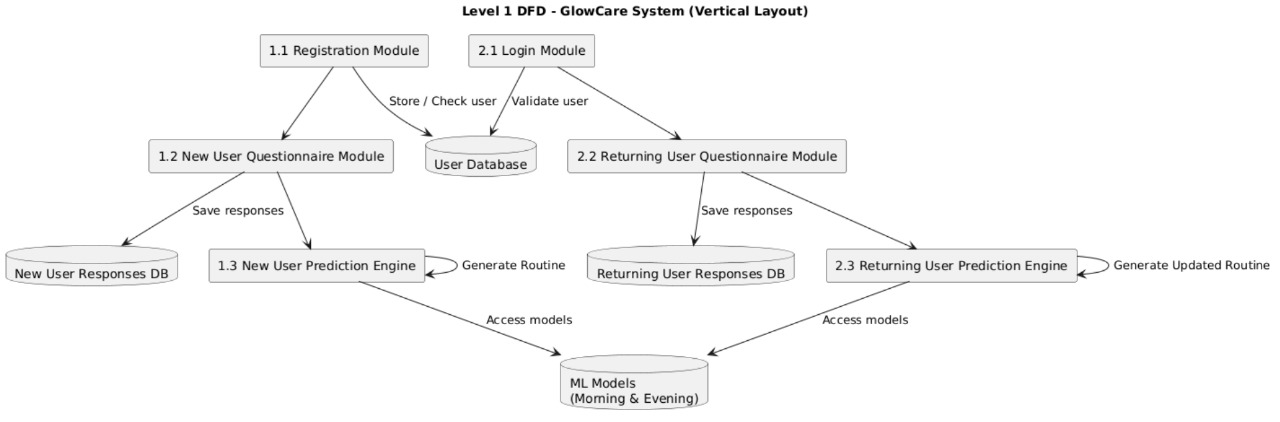 Level 1 DFD - GlowCare System (Vertical Layout)
1.1 Registration Module
2.1 Login Module
Store / Check user
Validate user
1.2 New User Questionnaire Module
User Database
2.2 Returning User Questionnaire Module
Save responses
Save responses
New User Responses DB
1.3 New User Prediction Engine
Generate Routine
Returning User Responses DB
2.3 Returning User Prediction Engine
Generate Updated Routine
Access models
Access models
ML Models
(Morning & Evening)